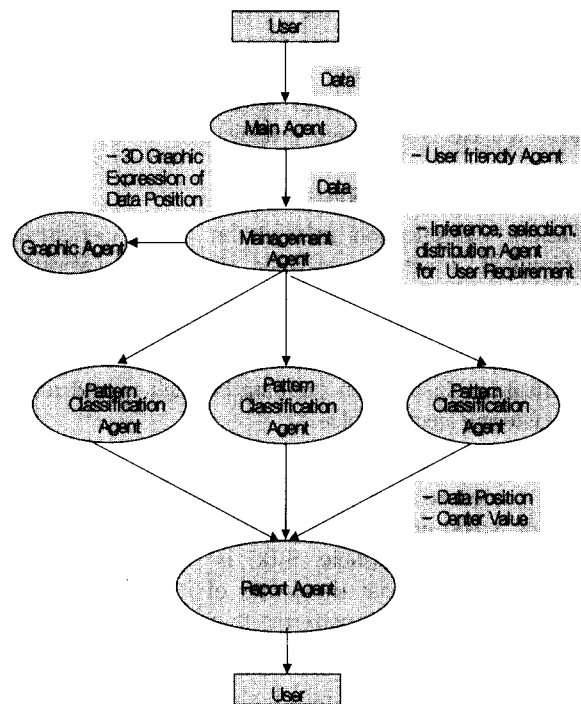 User
Data
Main Agent
– 3D Graphic
Expression of
Data Position
– User friendly Agent
Data
Graphic Agent
Management
Agent
– Inference, selection,
distribution Agent
for User Requirement
Pattern
Classification
Agent
Pattern
Classification
Agent
Pattern
Classification
Agent
– Data Position
– Center Value
Report Agent
User